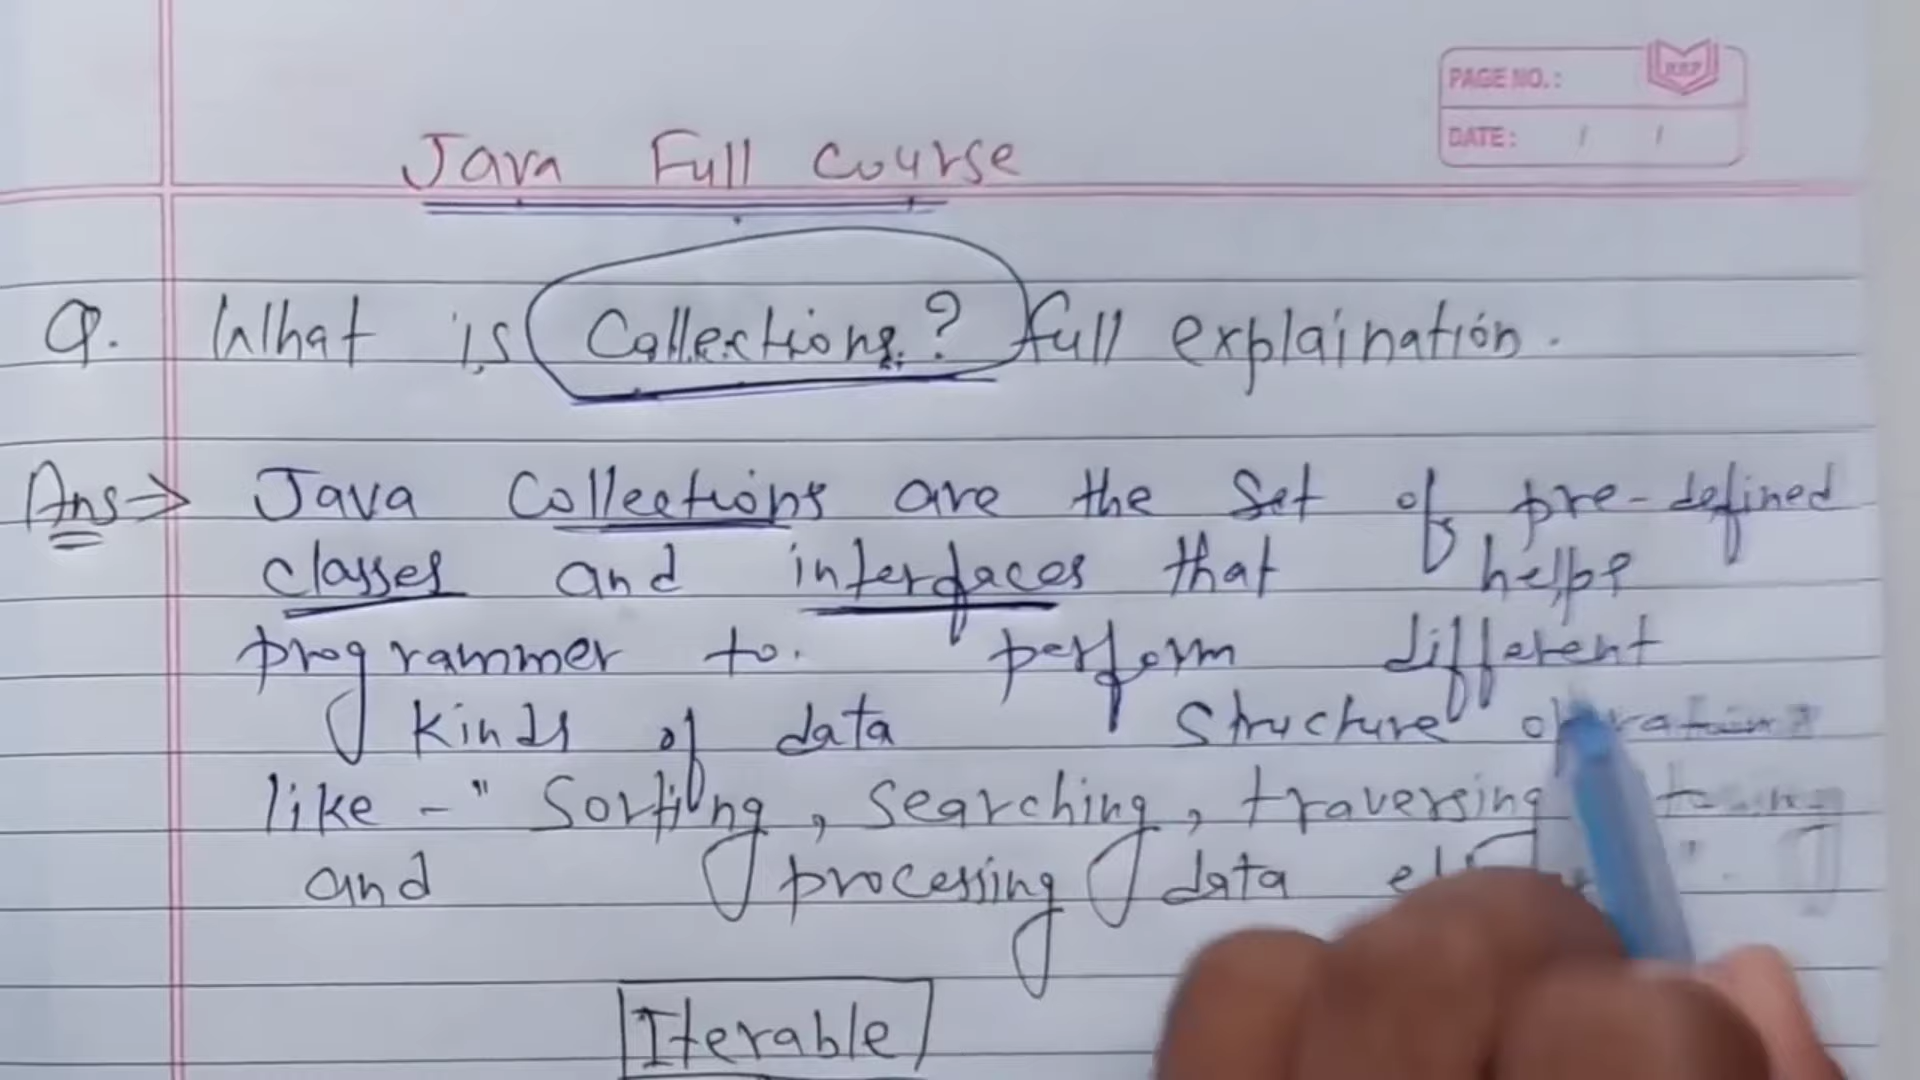 PAGE NO.:
DATE: / /
Java Full Course
Q. What is Collections? full explaination.
Ans→ Java Collections are the set of pre-defined
classes and interfaces that helps
programmer to perform different
kinds of data structure
like - " Sorting, searching, traversing
and processing data
Iterable